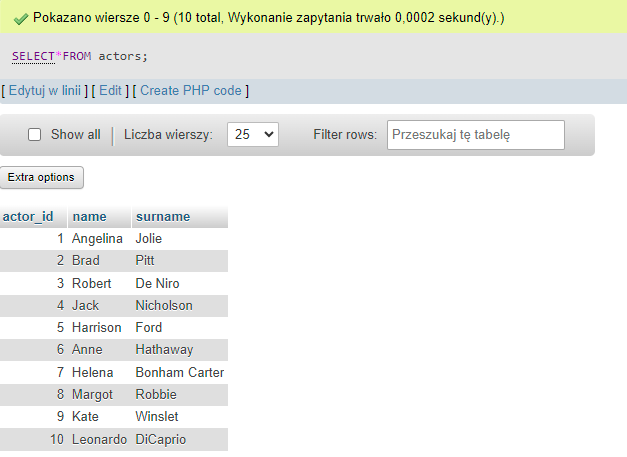 Pokazano wiersze 0 - 9 (10 total, Wykonanie zapytania trwało 0,0002 sekund(y).)
SELECT*FROM actors;
[ Edytuj w linii ] [ Edit ] [ Create PHP code ]
Show all | Liczba wierszy: 25 Filter rows: Przeszukaj tę tabelę
Extra options
actor_id name surname
1 Angelina Jolie
2 Brad Pitt
3 Robert De Niro
4 Jack Nicholson
5 Harrison Ford
6 Anne Hathaway
7 Helena Bonham Carter
8 Margot Robbie
9 Kate Winslet
10 Leonardo DiCaprio